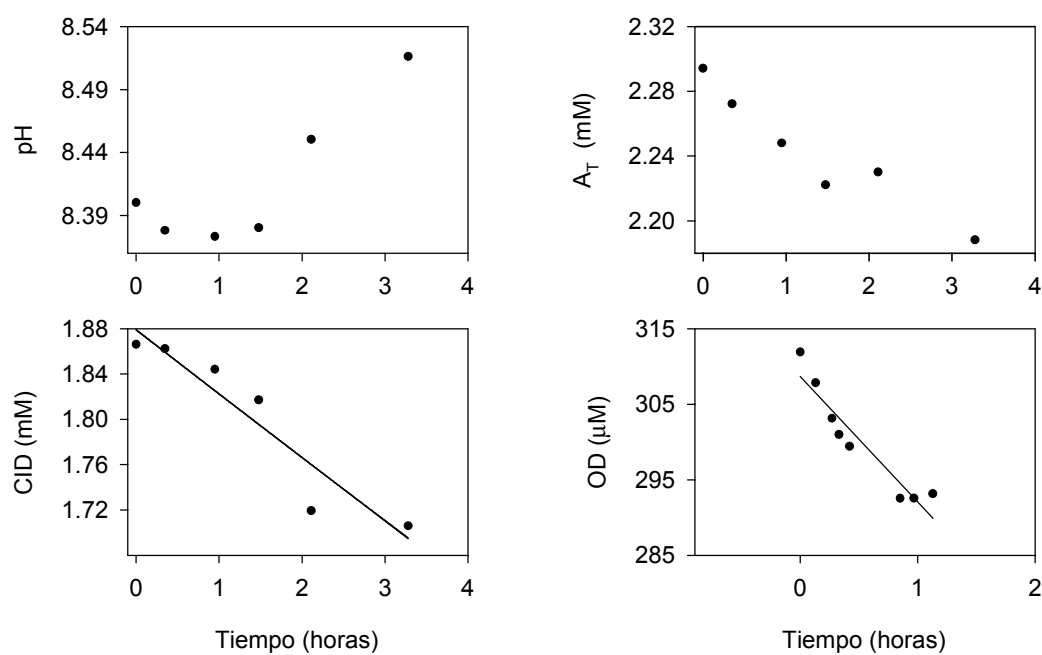 8.54
8.49
8.44
8.39
pH
0 1 2 3 4
2.32
2.28
2.24
2.20
A_T (mM)
0 1 2 3 4
1.88
1.84
1.80
1.76
1.72
CID (mM)
0 1 2 3 4
Tiempo (horas)
315
305
295
285
OD (μM)
0 1 2
Tiempo (horas)